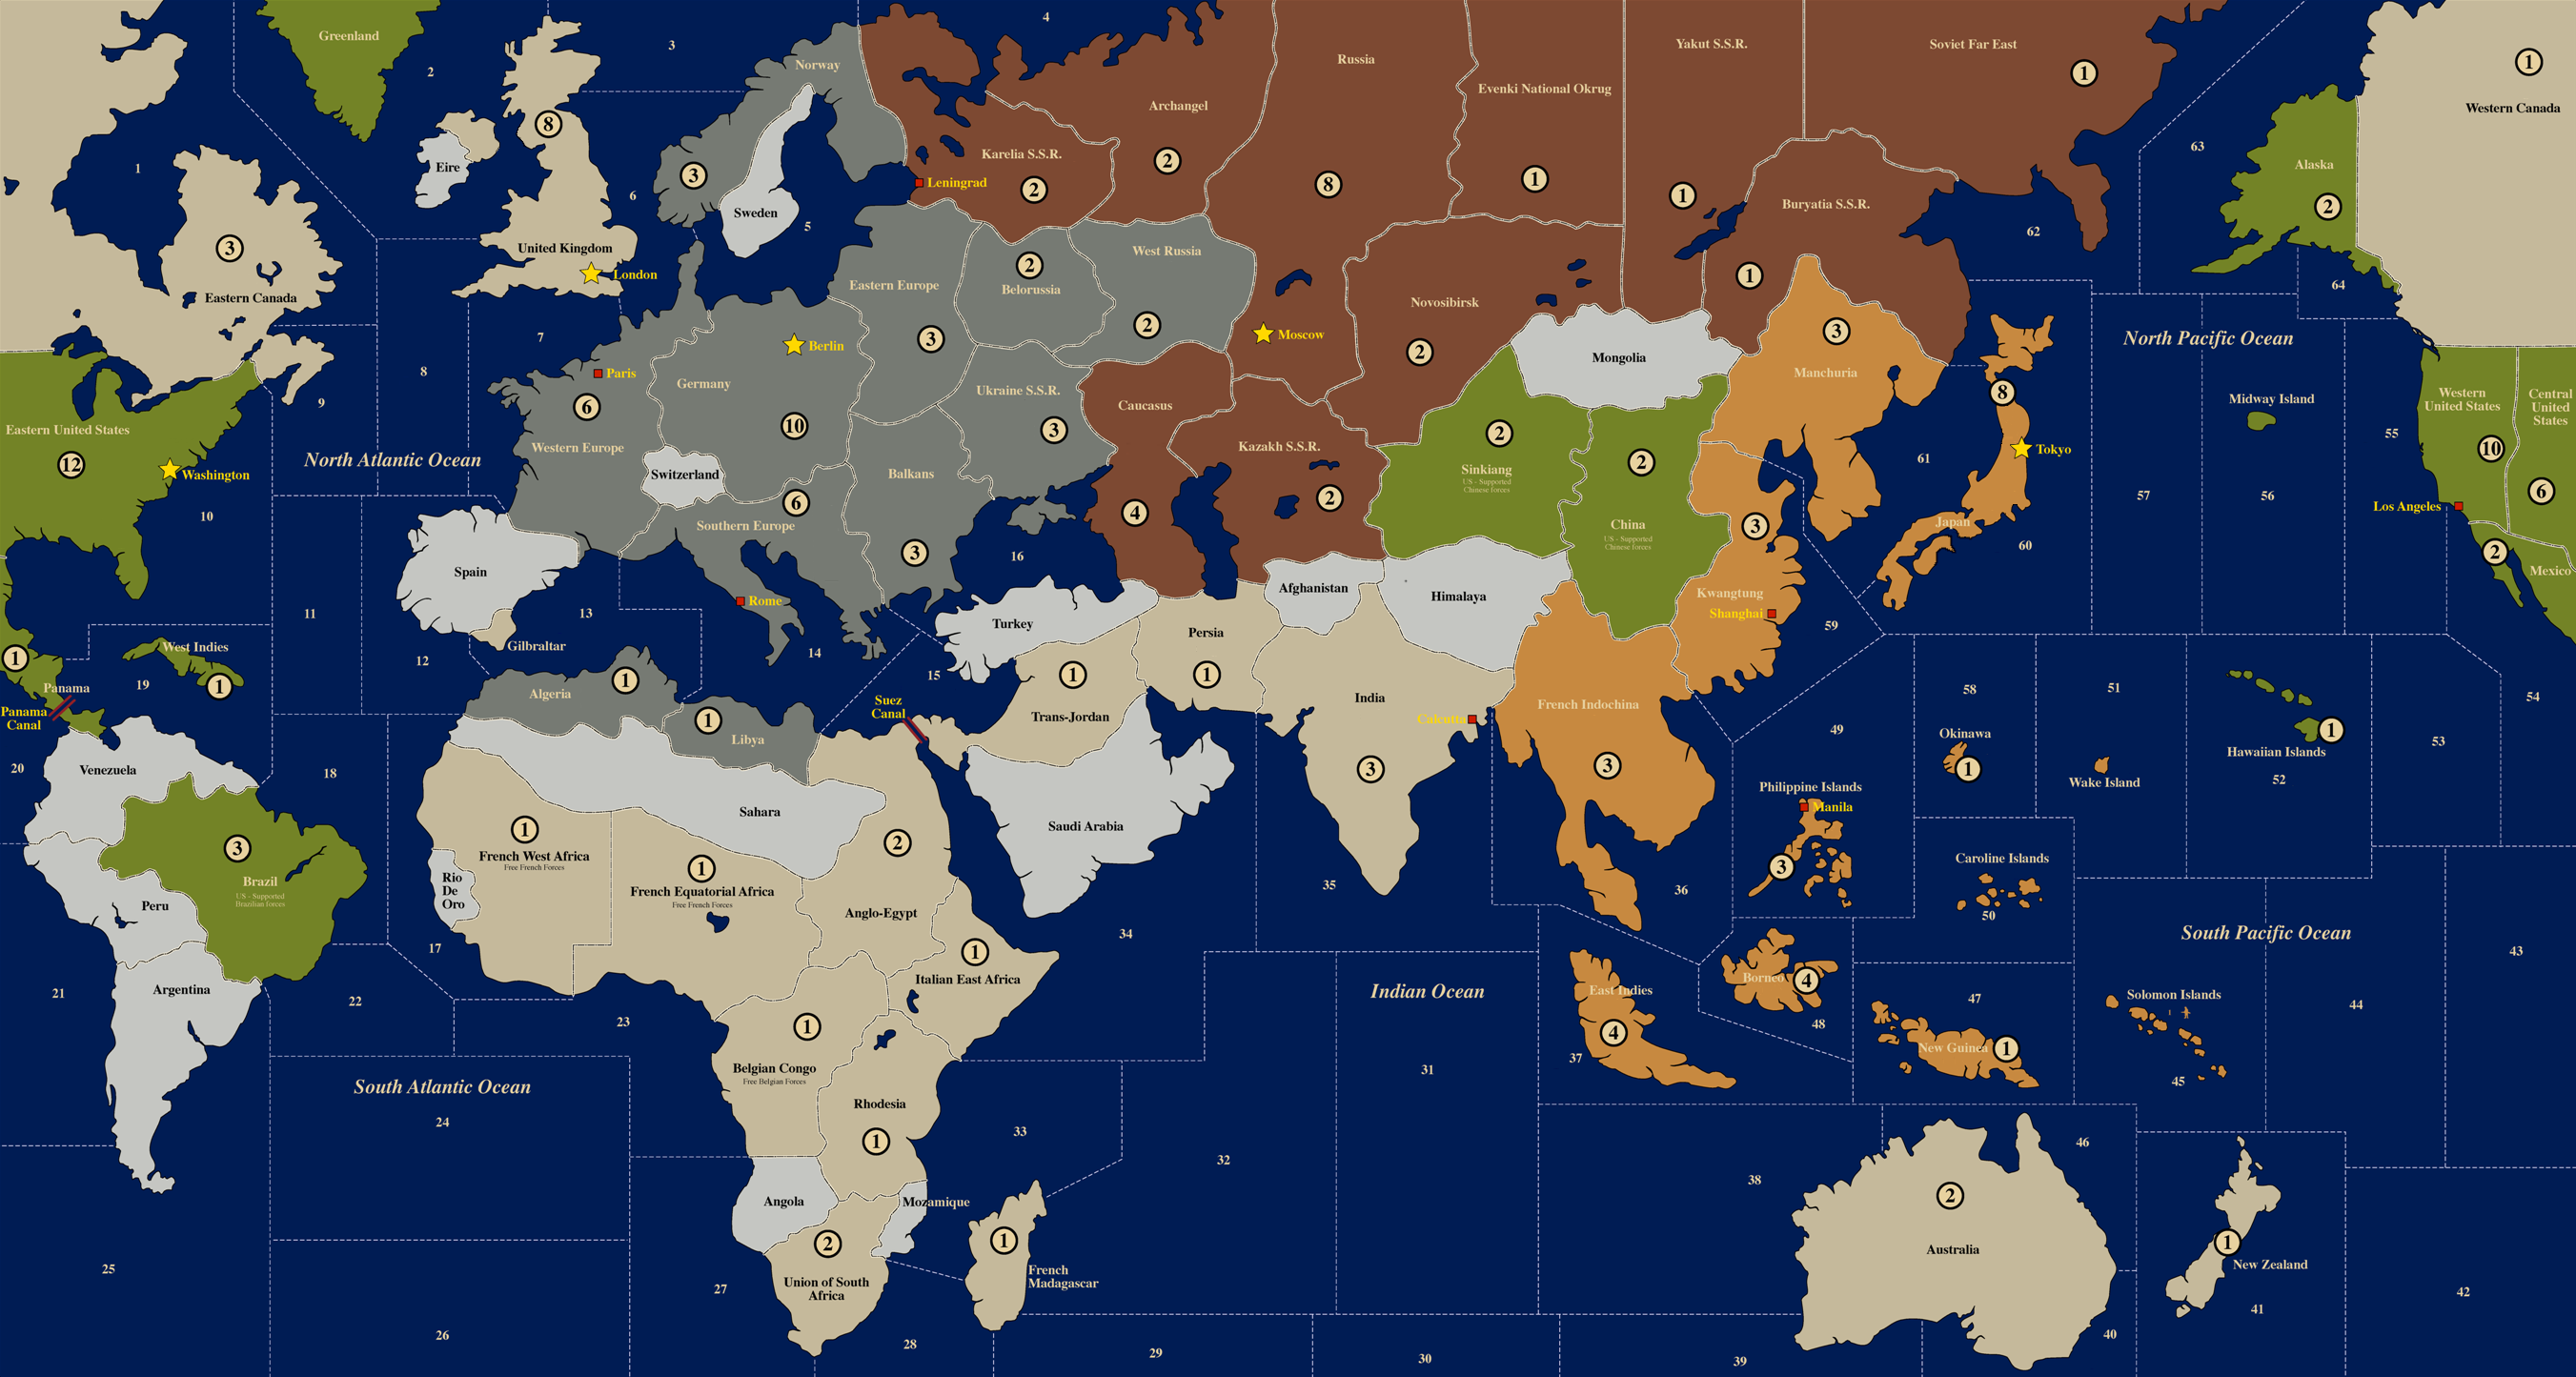 Greenland
2
3
4
Norway
Russia
Yakut S.S.R.
Soviet Far East
1
1
Western Canada
Evenki National Okrug
Archangel
8
Eire
1
3
Karelia S.S.R.
2
2
8
1
1
Leningrad
Buryatia S.S.R.
63
Alaska
2
6
Sweden
5
62
3
United Kingdom
London
Eastern Canada
West Russia
2
Belorussia
Eastern Europe
1
64
Novosibirsk
2
2
3
7
Berlin
3
Moscow
North Pacific Ocean
Mongolia
Manchuria
8
Paris
Germany
8
9
6
10
Ukraine S.S.R.
3
Caucasus
Midway Island
Western
United States
Central
United
States
55
10
6
Eastern United States
12
Washington
10
North Atlantic Ocean
Western Europe
Switzerland
Balkans
Kazakh S.S.R.
2
2
Sinkiang
US - Supported
Chinese forces
2
China
US - Supported
Chinese forces
3
61
Tokyo
Japan
60
57
56
Los Angeles
2
Mexico
6
Southern Europe
3
16
4
Spain
Rome
Turkey
Afghanistan
Himalaya
Kwangtung
Shanghai
59
11
13
12
Gilbraltar
14
15
Persia
1
1
Trans-Jordan
India
1
West Indies
1
19
Panama
Panama
Canal
20
Algeria
1
1
Libya
Suez
Canal
Calcutta
3
French Indochina
3
49
58
Okinawa
1
51
Wake Island
1
Hawaiian Islands
52
53
54
Venezuela
18
Sahara
Saudi Arabia
Philippine Islands
Manila
3
3
Brazil
US - Supported
Brazilian forces
1
French West Africa
Free French Forces
Rio
De
Oro
1
French Equatorial Africa
Free French Forces
2
Anglo-Egypt
35
36
Caroline Islands
50
Peru
17
1
Italian East Africa
34
South Pacific Ocean
43
21
Argentina
22
23
Indian Ocean
East Indies
4
37
Borneo
4
48
47
New Guinea
1
Solomon Islands
45
44
South Atlantic Ocean
24
1
Belgian Congo
Free Belgian Forces
Rhodesia
1
33
32
31
38
46
2
Australia
Angola
Mozamique
2
Union of South
Africa
1
French
Madagascar
1
New Zealand
41
42
25
26
27
28
29
30
39
40